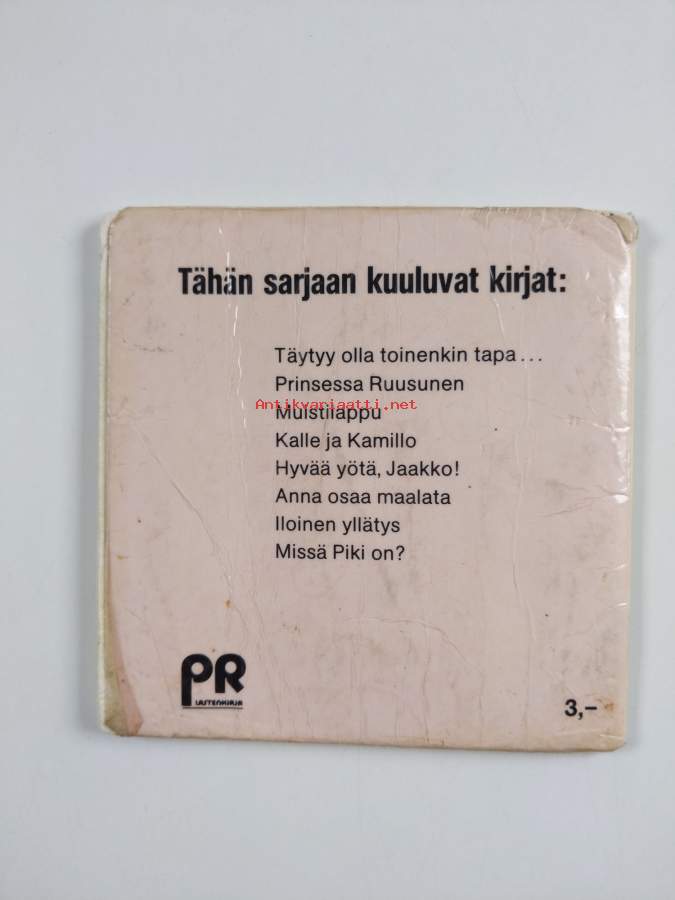 Tähän sarjaan kuuluvat kirjat:
Täytyy olla toinenkin tapa...
Prinsessa Ruusunen
Antikvariaatti.net
Muistilappu
Kalle ja Kamillo
Hyvää yötä, Jaakko!
Anna osaa maalata
Iloinen yllätys
Missä Piki on?
PR
LASTENKIRJA
3,–